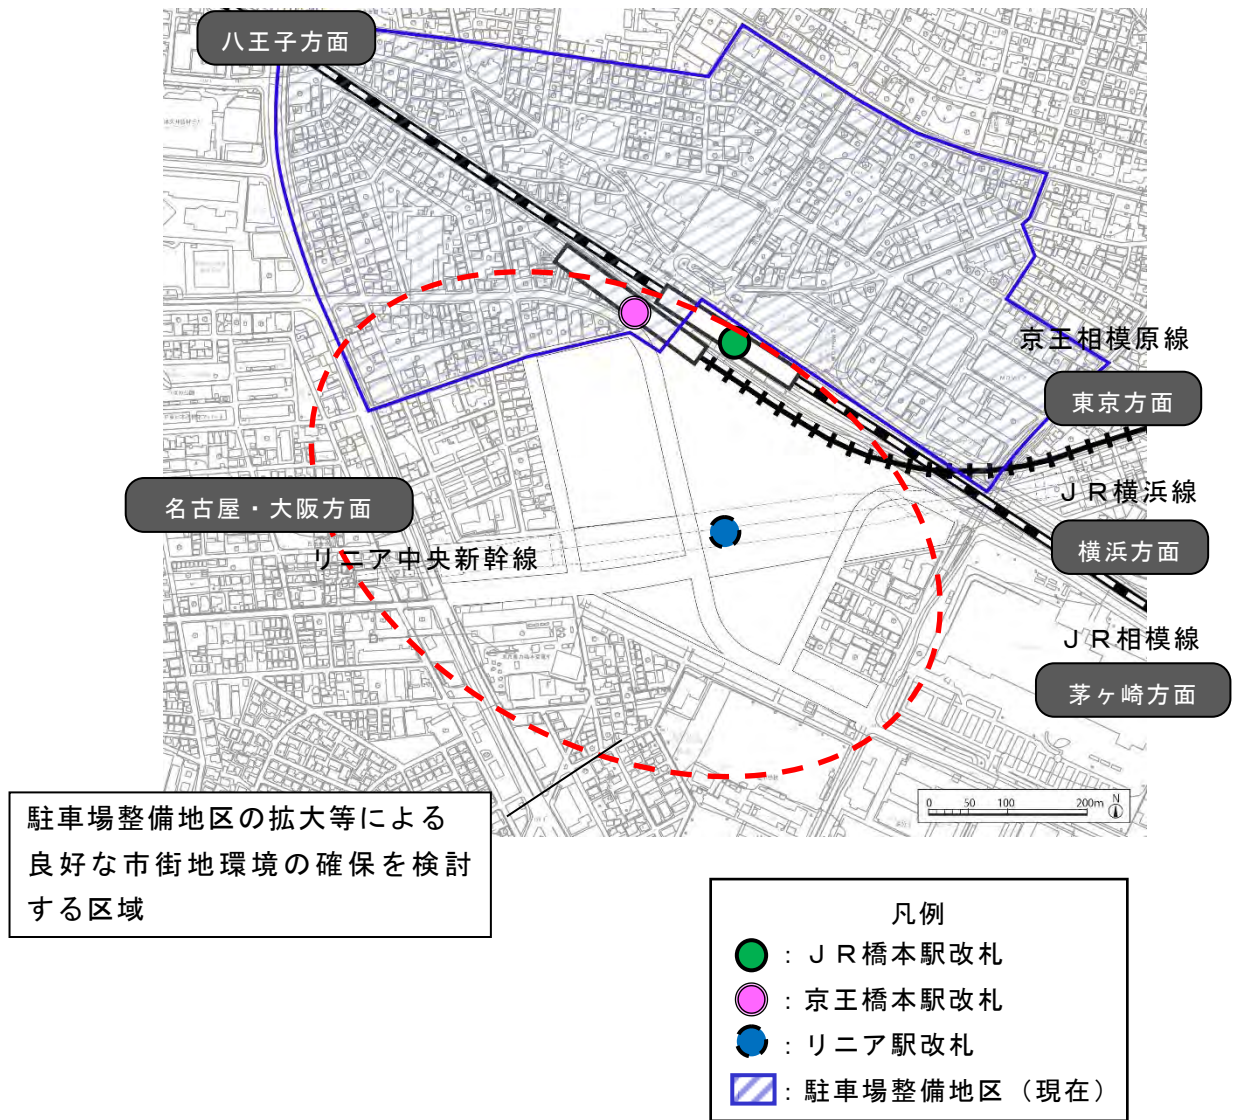 八王子方面
京王相模原線
東京方面
ＪＲ横浜線
名古屋・大阪方面
リニア中央新幹線
横浜方面
ＪＲ相模線
茅ヶ崎方面
0 50 100 200m
N
駐車場整備地区の拡大等による
良好な市街地環境の確保を検討
する区域
凡例
：ＪＲ橋本駅改札
：京王橋本駅改札
：リニア駅改札
：駐車場整備地区（現在）